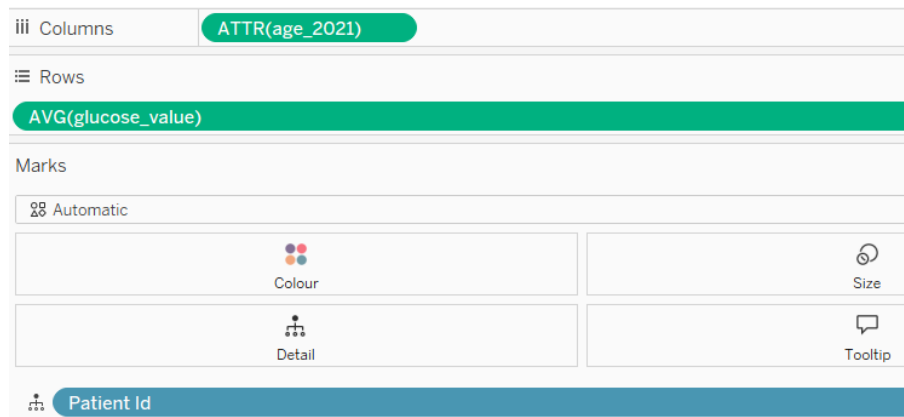 Columns ATTR(age_2021)
Rows
AVG(glucose_value)
Marks
Automatic
Colour Size
Detail Tooltip
Patient Id